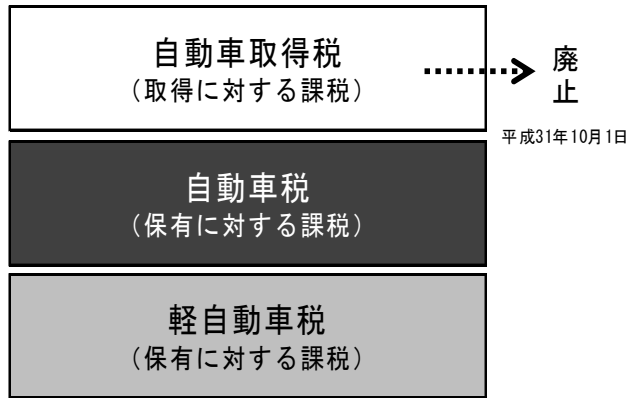 自動車取得税
（取得に対する課税）
廃止
平成31年10月1日
自動車税
（保有に対する課税）
軽自動車税
（保有に対する課税）